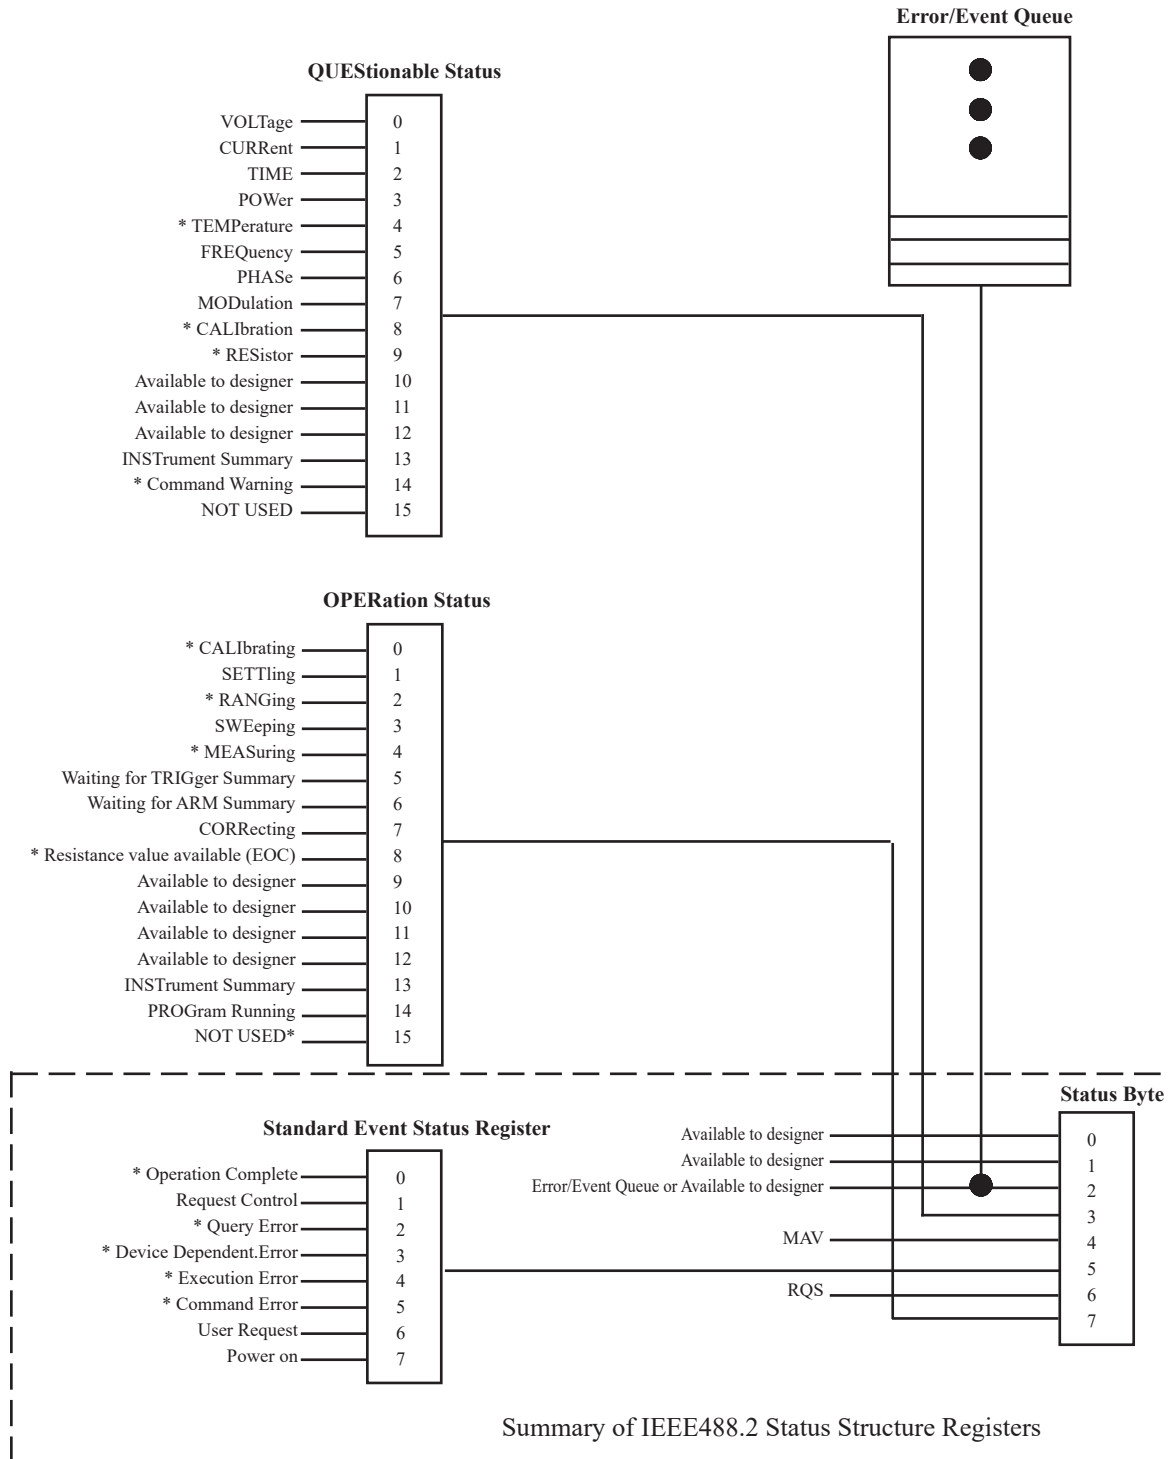 Error/Event Queue
QUEStionable Status
VOLTage 0
CURRent 1
TIME 2
POWer 3
* TEMPerature 4
FREQuency 5
PHASe 6
MODulation 7
* CALIbration 8
* RESistor 9
Available to designer 10
Available to designer 11
Available to designer 12
INSTrument Summary 13
* Command Warning 14
NOT USED 15
OPERation Status
* CALIbrating 0
SETTling 1
* RANGing 2
SWEeping 3
* MEASuring 4
Waiting for TRIGger Summary 5
Waiting for ARM Summary 6
CORRecting 7
* Resistance value available (EOC) 8
Available to designer 9
Available to designer 10
Available to designer 11
Available to designer 12
INSTrument Summary 13
PROGram Running 14
NOT USED* 15
Standard Event Status Register
* Operation Complete 0
Request Control 1
* Query Error 2
* Device Dependent.Error 3
* Execution Error 4
* Command Error 5
User Request 6
Power on 7
Status Byte
Available to designer 0
Available to designer 1
Error/Event Queue or Available to designer 2
3
MAV 4
5
RQS 6
7
Summary of IEEE488.2 Status Structure Registers